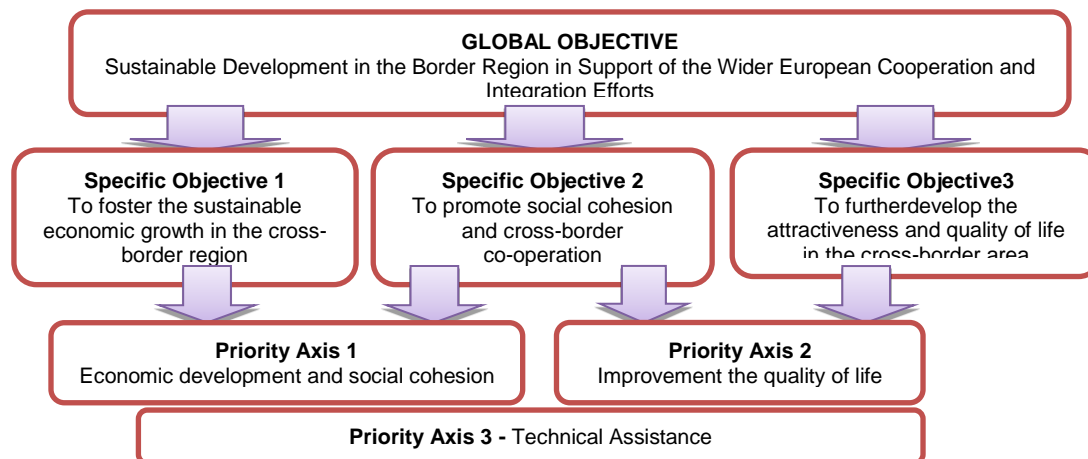 GLOBAL OBJECTIVE
Sustainable Development in the Border Region in Support of the Wider European Cooperation and
Integration Efforts
Specific Objective 1
To foster the sustainable
economic growth in the cross-
border region
Specific Objective 2
To promote social cohesion
and cross-border
co-operation
Specific Objective3
To furtherdevelop the
attractiveness and quality of life
in the cross-border area
Priority Axis 1
Economic development and social cohesion
Priority Axis 2
Improvement the quality of life
Priority Axis 3 - Technical Assistance